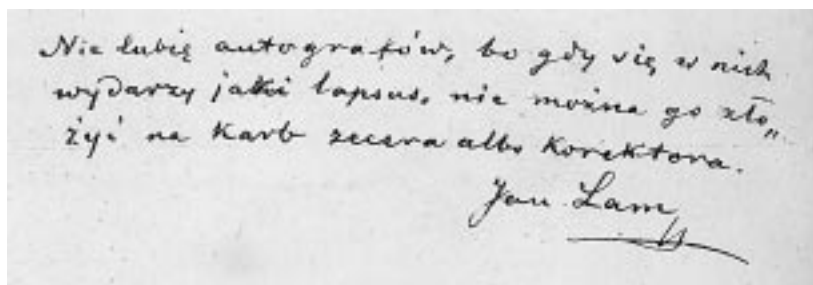 Nie lubię autografów, bo gdy się w nich
wydarzy jakiś lapsus, nie można go zło„
żyć na karb zecera albo korektora.
Jan Lam